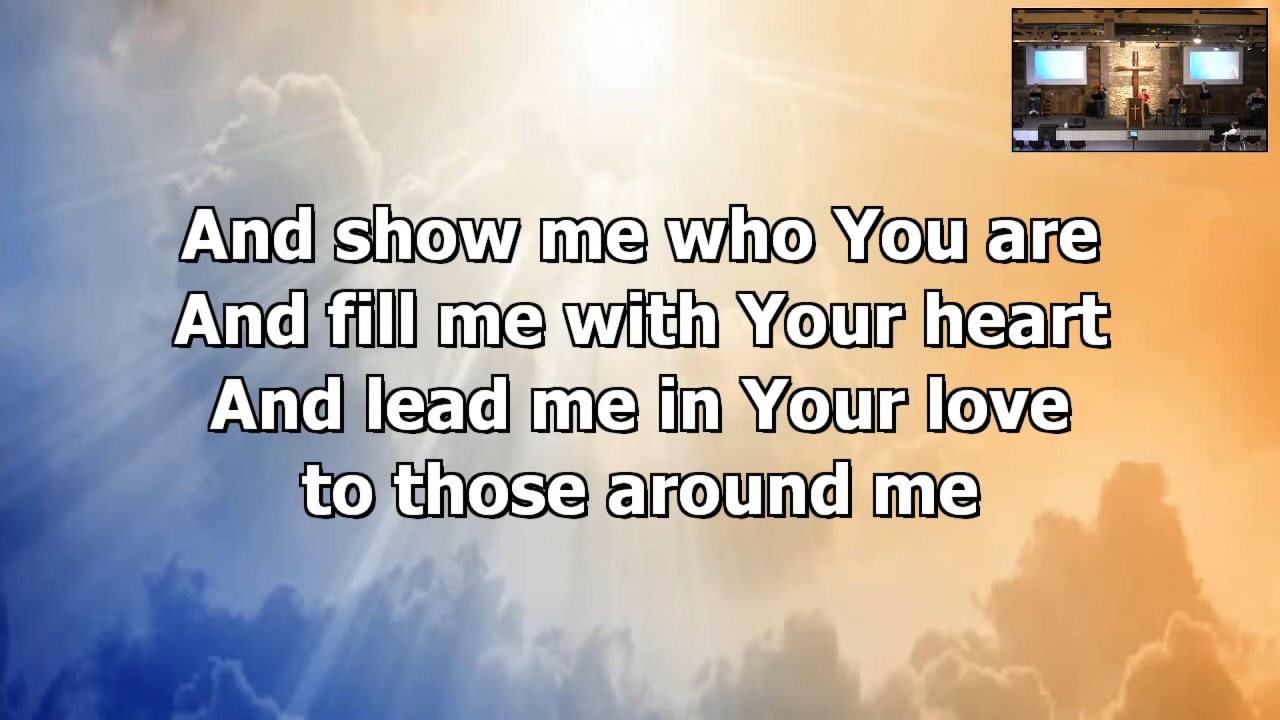 And show me who You are
And fill me with Your heart
And lead me in Your love
to those around me